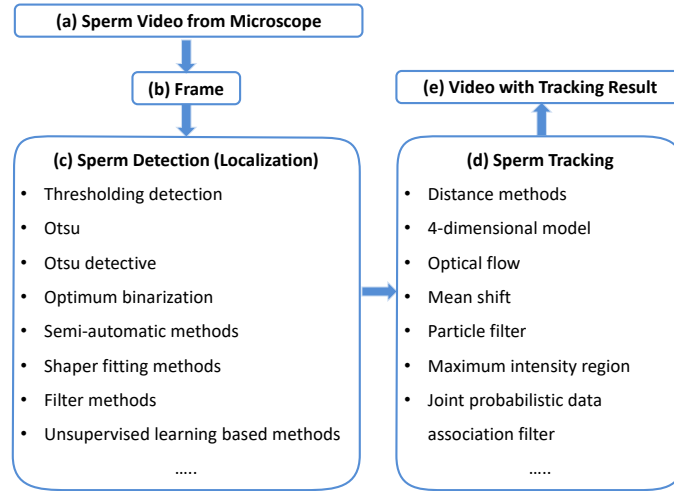 (a) Sperm Video from Microscope
(b) Frame
(c) Sperm Detection (Localization)
• Thresholding detection
• Otsu
• Otsu detective
• Optimum binarization
• Semi-automatic methods
• Shaper fitting methods
• Filter methods
• Unsupervised learning based methods
…..
(e) Video with Tracking Result
(d) Sperm Tracking
• Distance methods
• 4-dimensional model
• Optical flow
• Mean shift
• Particle filter
• Maximum intensity region
• Joint probabilistic data
association filter
…..